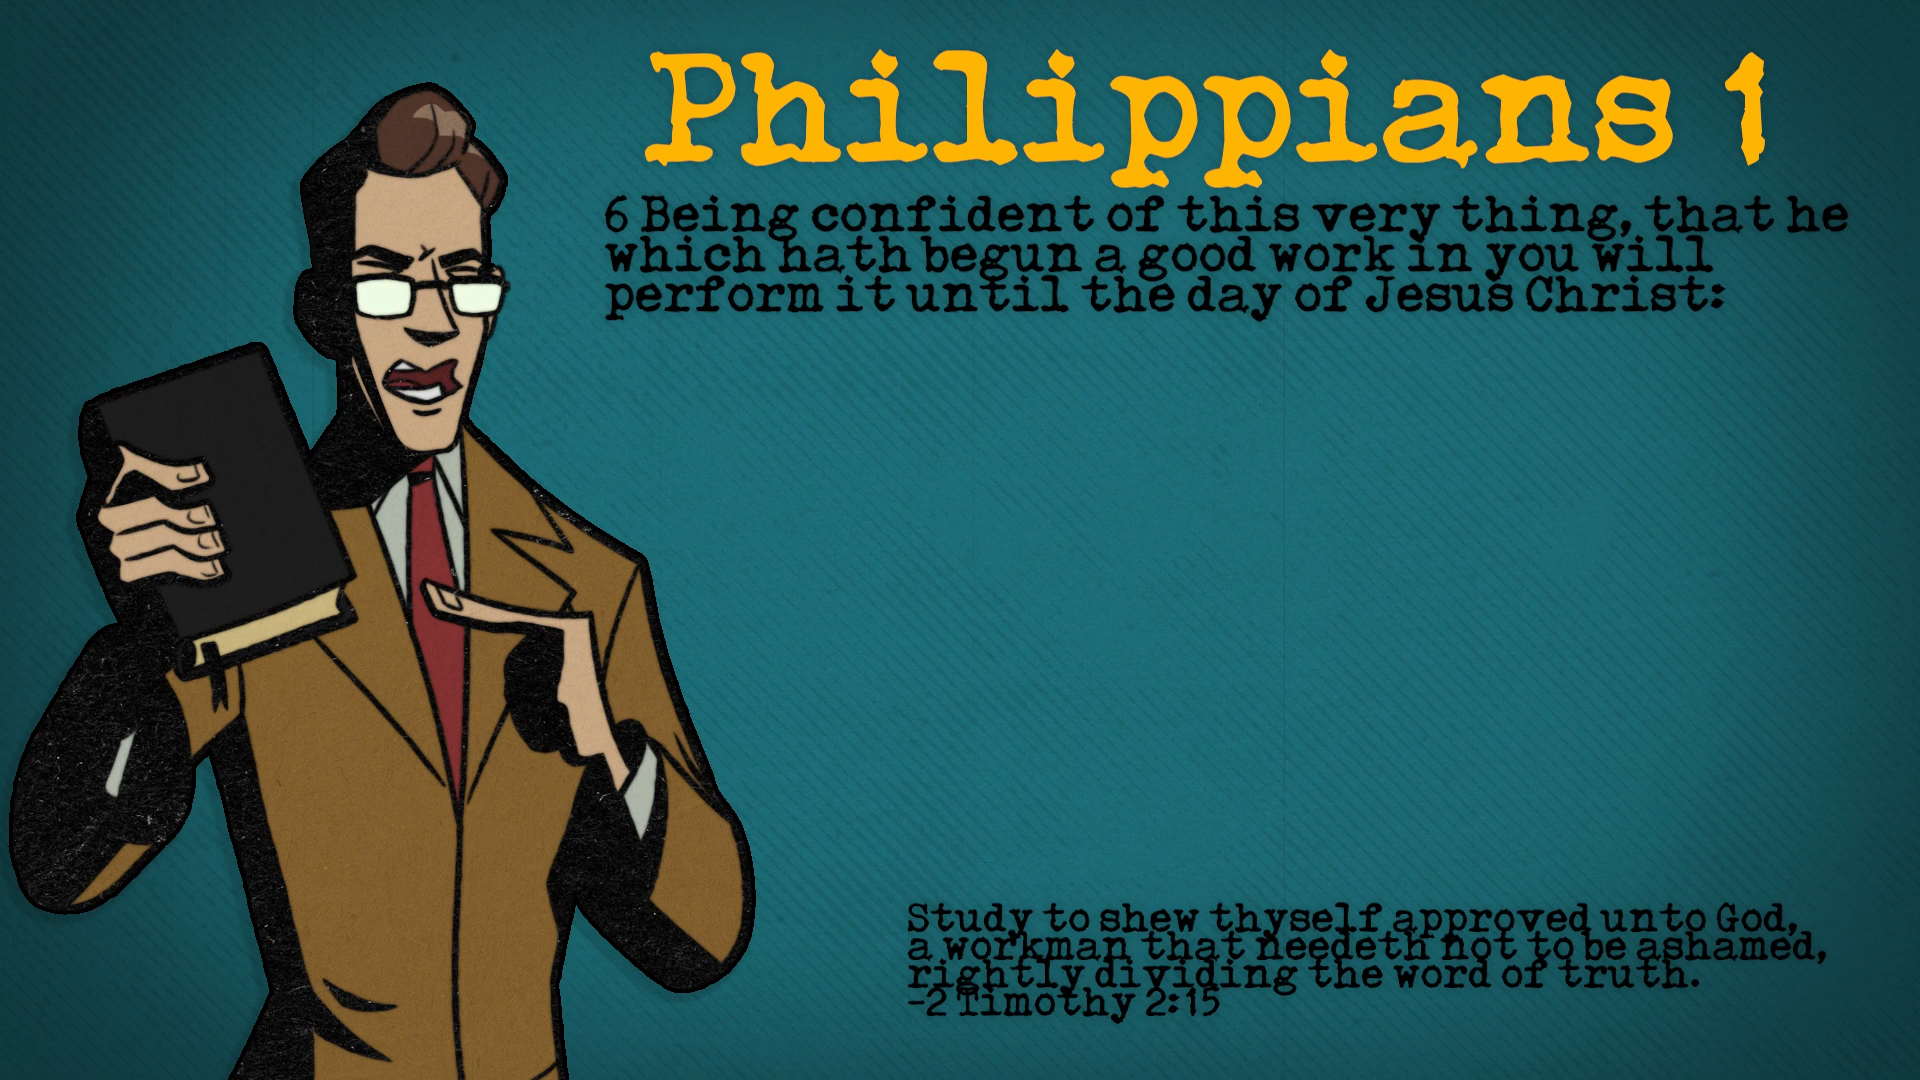 Philippians 1
6 Being confident of this very thing, that he
which hath begun a good work in you will
perform it until the day of Jesus Christ:
Study to shew thyself approved unto God,
a workman that needeth not to be ashamed,
rightly dividing the word of truth.
-2 Timothy 2:15